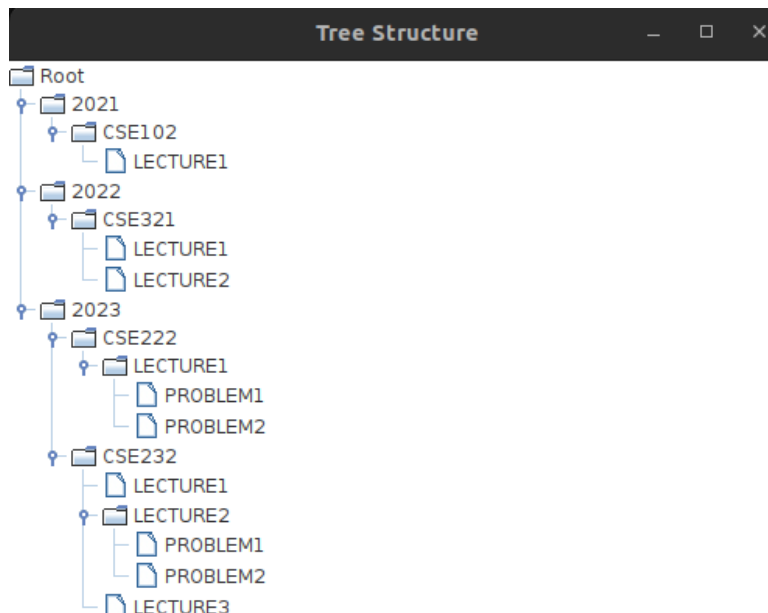 Tree Structure
Root
2021
CSE102
LECTURE1
2022
CSE321
LECTURE1
LECTURE2
2023
CSE222
LECTURE1
PROBLEM1
PROBLEM2
CSE232
LECTURE1
LECTURE2
PROBLEM1
PROBLEM2
LECTURE3